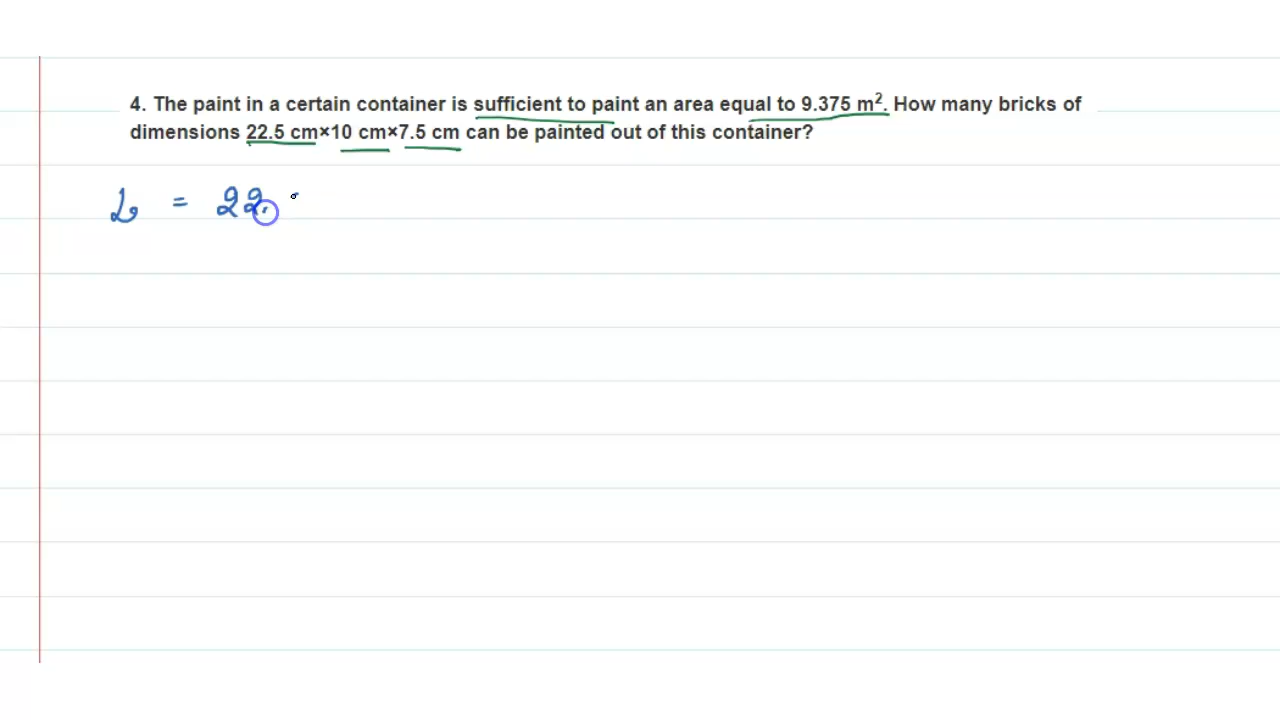 4. The paint in a certain container is sufficient to paint an area equal to 9.375 m². How many bricks of
dimensions 22.5 cm×10 cm×7.5 cm can be painted out of this container?
L = 22.